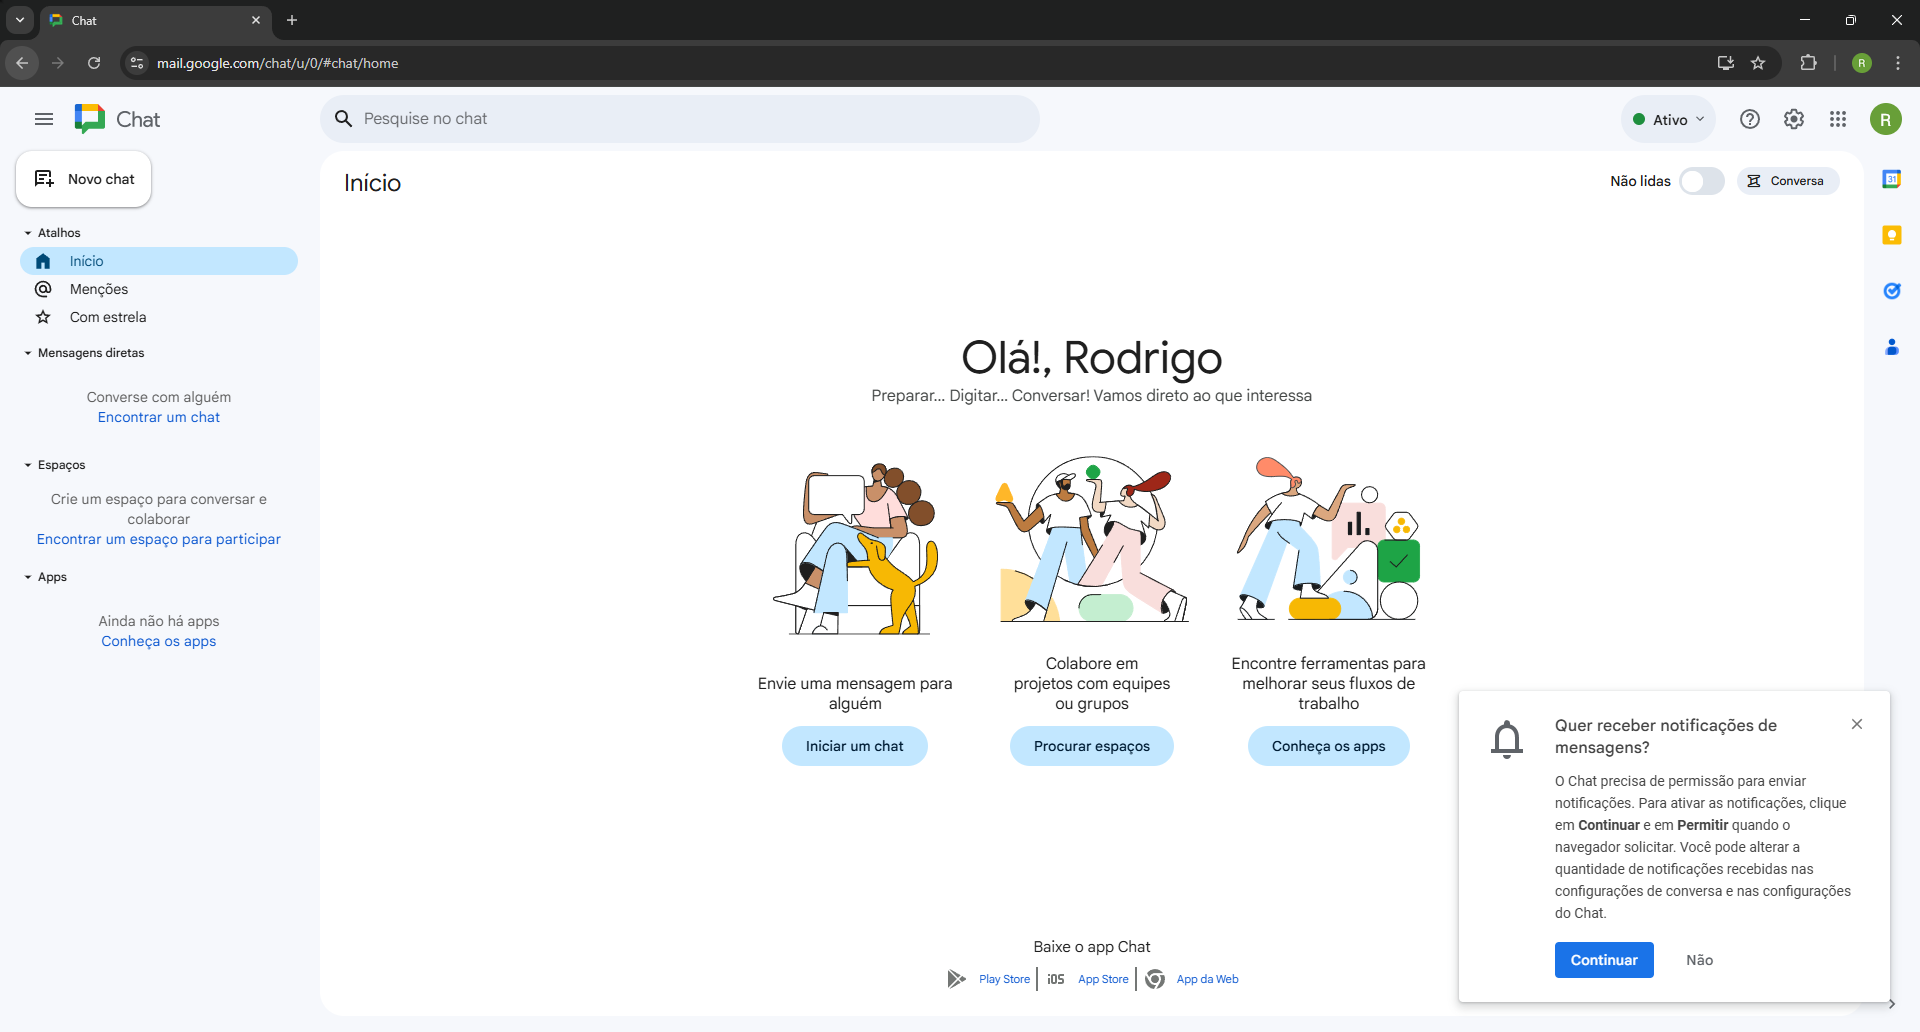 Chat
mail.google.com/chat/u/0/#chat/home
R
Chat
Pesquise no chat
Ativo
R
Novo chat
Início
Não lidas
Conversa
31
Atalhos
Início
Menções
Com estrela
Mensagens diretas
Converse com alguém
Encontrar um chat
Espaços
Crie um espaço para conversar e
colaborar
Encontrar um espaço para participar
Apps
Ainda não há apps
Conheça os apps
Olá!, Rodrigo
Preparar... Digitar... Conversar! Vamos direto ao que interessa
Envie uma mensagem para
alguém
Iniciar um chat
Colabore em
projetos com equipes
ou grupos
Procurar espaços
Encontre ferramentas para
melhorar seus fluxos de
trabalho
Conheça os apps
Baixe o app Chat
Play Store
iOS
App Store
App da Web
Quer receber notificações de
mensagens?
O Chat precisa de permissão para enviar
notificações. Para ativar as notificações, clique
em Continuar e em Permitir quando o
navegador solicitar. Você pode alterar a
quantidade de notificações recebidas nas
configurações de conversa e nas configurações
do Chat.
Continuar
Não